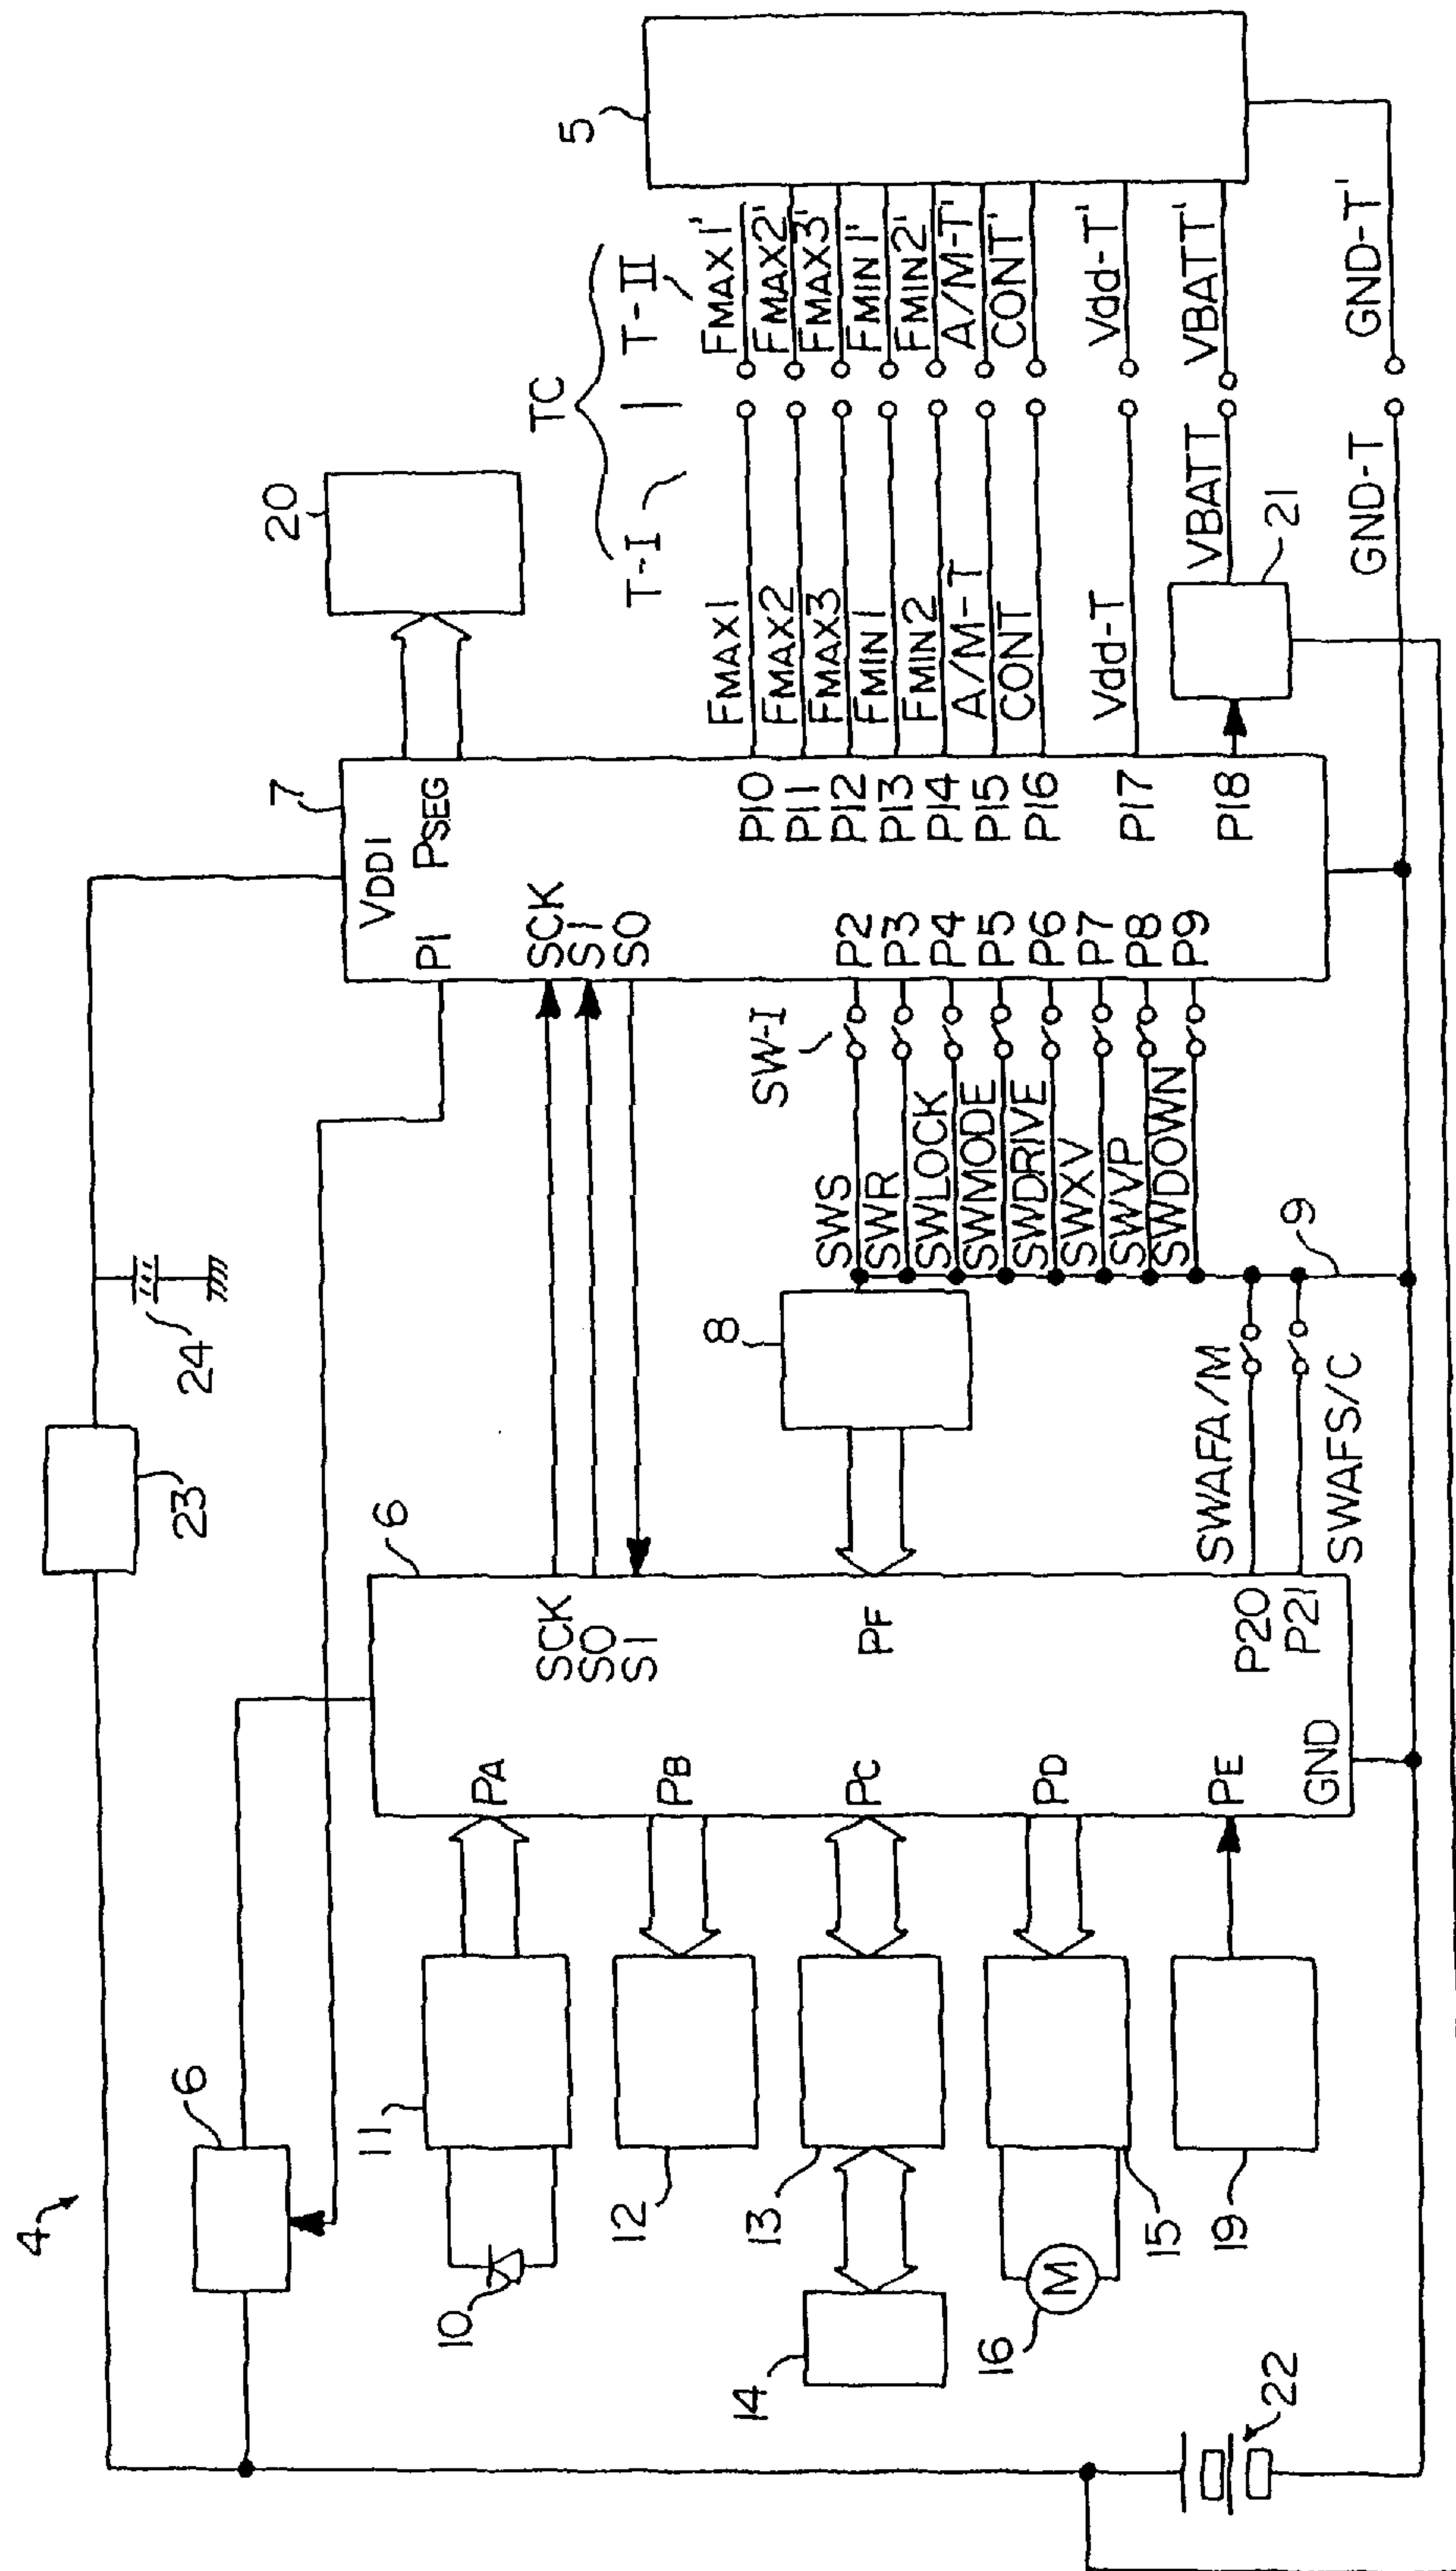 4
6
23
24
VDDI
7
PSEG
20
PI
TC
T-I
T-II
5
11
10
PA
6
SCK
SO
SI
SCK
SI
SO
12
PB
14
13
PC
PF
8
16
M
15
PD
19
PE
GND
P20
P21
SWAFA/M
SWAFS/C
9
SW-I
SWS
P2
SWR
P3
SWLOCK
P4
SWMODE
P5
SWDRIVE
P6
SWXV
P7
SWVP
P8
SWDOWN
P9
P10
FMAX1
FMAX1'
P11
FMAX2
FMAX2'
P12
FMAX3
FMAX3'
P13
FMIN1
FMIN1'
P14
FMIN2
FMIN2'
P15
A/M-T
A/M-T'
P16
CONT
CONT'
P17
Vdd-T
Vdd-T'
P18
VBATT
VBATT'
21
GND-T
GND-T'
22